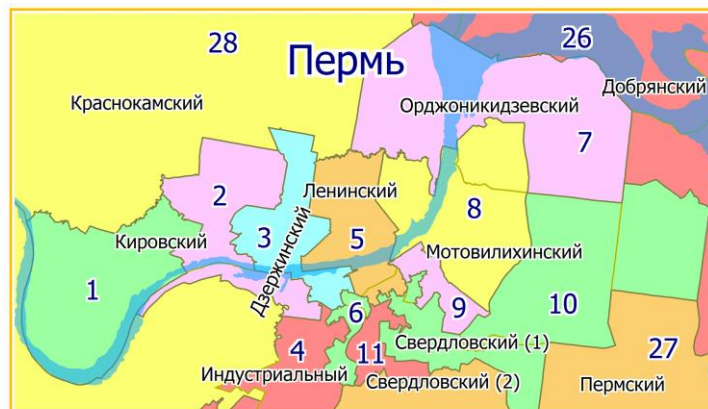 28
26
Пермь
Добрянский
Краснокамский
Орджоникидзевский
7
2
Ленинский
8
3
5
Кировский
Мотовилихинский
Дзержинский
1
6
9
10
Свердловский (1)
4
11
27
Индустриальный
Свердловский (2)
Пермский